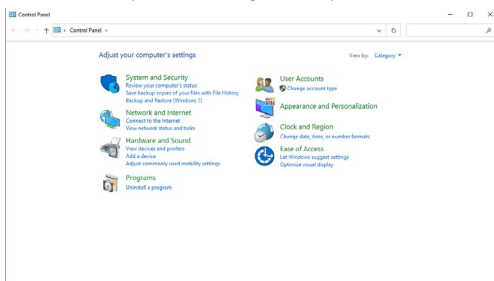 Control Panel
Control Panel
Adjust your computer's settings
View by: Category
System and Security
Review your computer's status
Save backup copies of your files with File History
Backup and Restore (Windows 7)
Network and Internet
Connect to the Internet
View network status and tasks
Hardware and Sound
View devices and printers
Add a device
Adjust commonly used mobility settings
Programs
Uninstall a program
User Accounts
Change account type
Appearance and Personalization
Clock and Region
Change date, time, or number formats
Ease of Access
Let Windows suggest settings
Optimize visual display